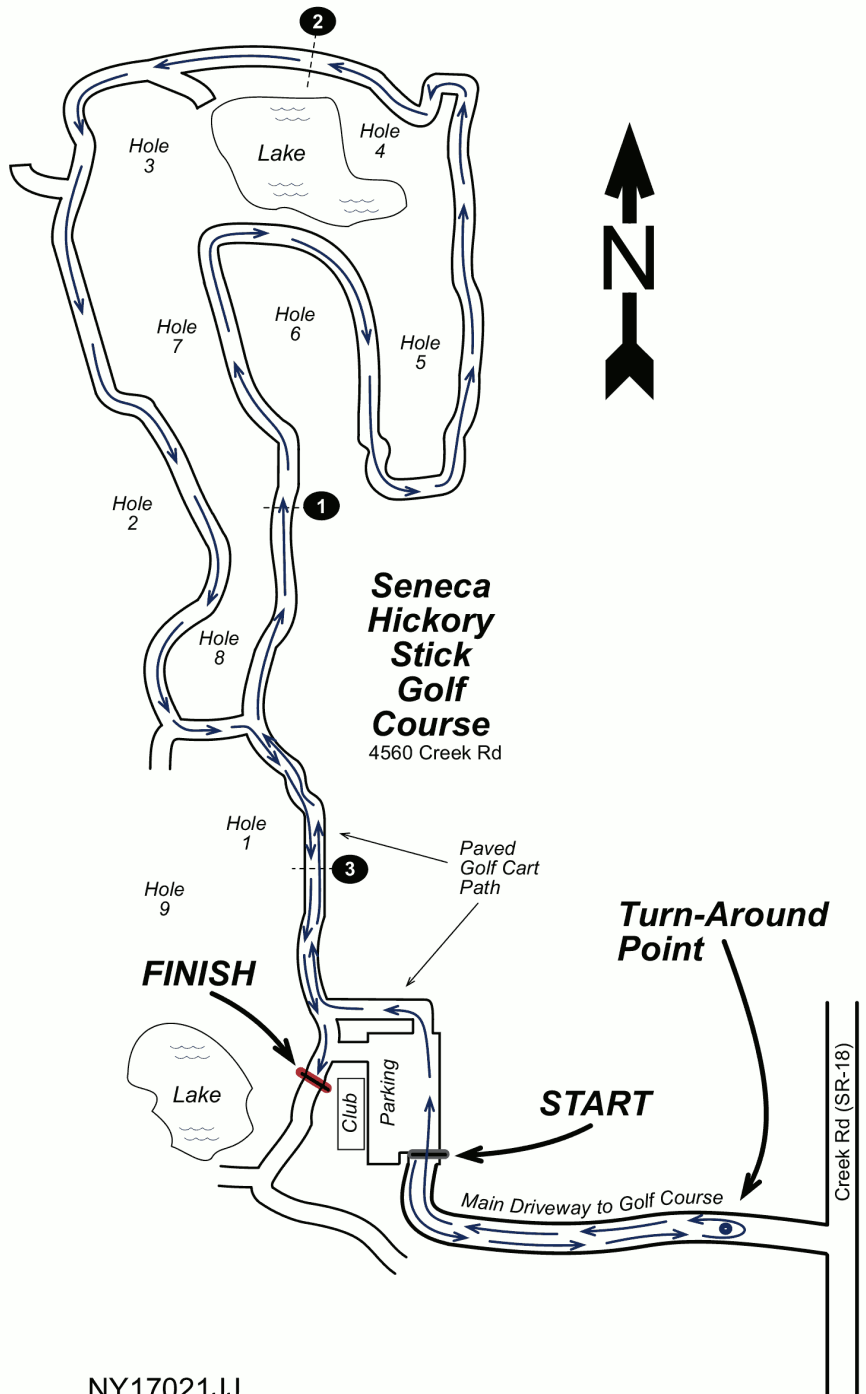 2
Hole
3
Lake
Hole
4
N
Hole
7
Hole
6
Hole
5
Hole
2
1
Seneca
Hickory
Stick
Golf
Course
4560 Creek Rd
Hole
8
Hole
1
Paved
Golf Cart
Path
3
Hole
9
Turn-Around
Point
FINISH
Lake
Club
Parking
START
Creek Rd (SR-18)
Main Driveway to Golf Course
NY17021JJ